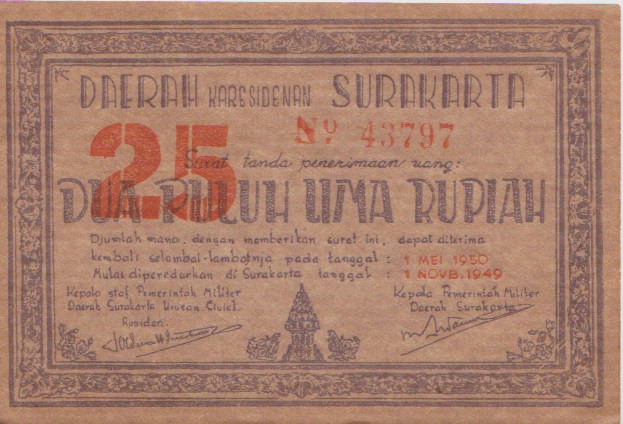 DAERAH KARESIDENAN SURAKARTA
25
No 43797
Surat tanda penerimaan uang:
DUA PULUH LIMA RUPIAH
Djumlah mana, dengan memberikan surat ini, dapat diterima
kembali selambat-lambatnja pada tanggal : 1 MEI 1950
Mulai diperedarkan di Surakarta tanggal : 1 NOVB. 1949
Kepala staf Pemerintah Militer
Daerah Surakarta Urusan Civiel.
Residen.
Kepala Pemerintah Militer
Daerah Surakarta